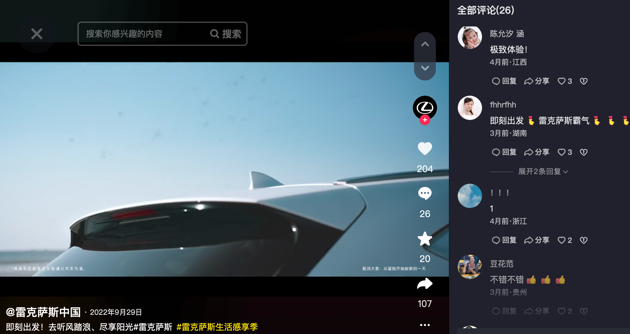 搜索你感兴趣的内容
搜索
204
26
20
107
@雷克萨斯中国 · 2022年9月29日
即刻出发！去听风踏浪、尽享阳光#雷克萨斯 #雷克萨斯生活感享季
全部评论(26)
陈允汐 涵
极致体验！
4月前·江西
回复 分享 3
fhhrfhh
即刻出发 雷克萨斯霸气
3月前·湖南
回复 分享 3
展开2条回复
！！！
1
4月前·浙江
回复 分享 2
豆花范
不错不错 👍 👍 👍
3月前·贵州
回复 分享